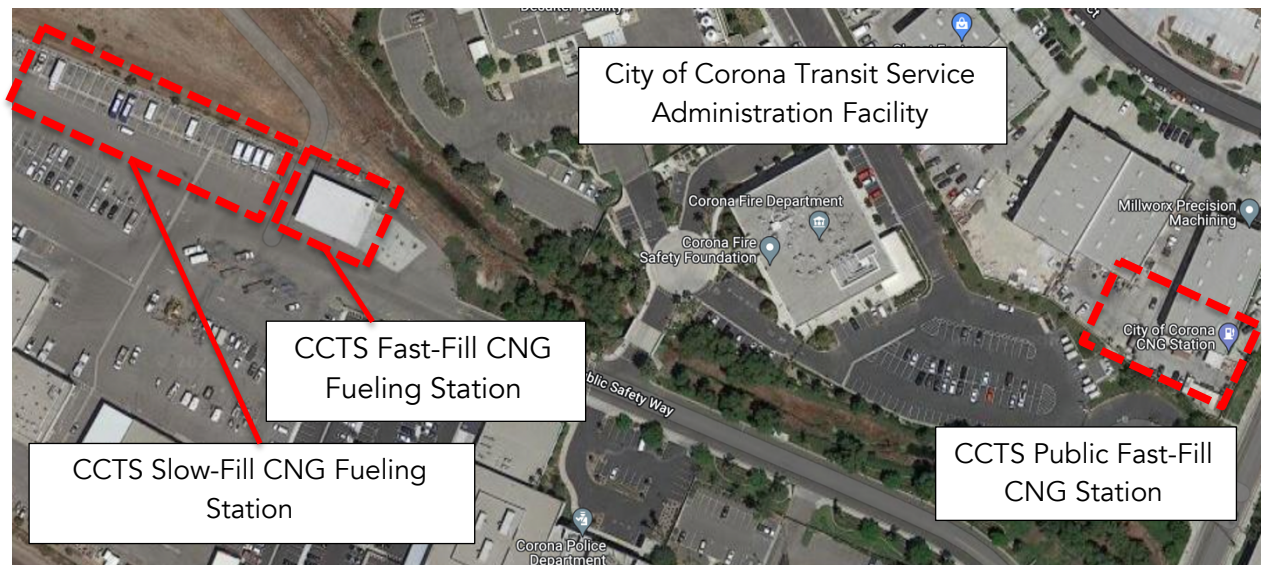 City of Corona Transit Service
Administration Facility
Corona Fire Department
Corona Fire
Safety Foundation
Millworx Precision
Machining
City of Corona
CNG Station
CCTS Fast-Fill CNG
Fueling Station
Safety Way
CCTS Slow-Fill CNG Fueling
Station
CCTS Public Fast-Fill
CNG Station
Corona Police
Department